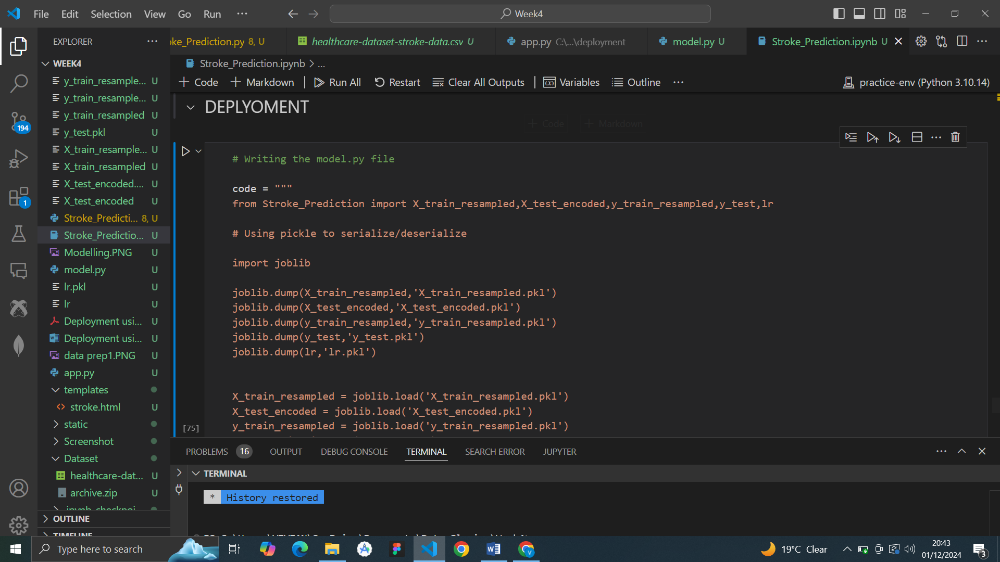 File Edit Selection View Go Run ··· Week4
EXPLORER ···
ke_Prediction.py 8, U healthcare-dataset-stroke-data.csv U app.py C:\...\deployment model.py U Stroke_Prediction.ipynb U
Stroke_Prediction.ipynb > ...
+ Code + Markdown Run All Restart Clear All Outputs Variables Outline ··· practice-env (Python 3.10.14)
WEEK4
y_train_resample... U
y_train_resample... U
y_train_resampled U
y_test.pkl U
X_train_resample... U
X_train_resampled U
X_test_encoded.... U
X_test_encoded U
Stroke_Predicti... 8, U
Stroke_Predictio... U
Modelling.PNG U
model.py U
lr.pkl U
lr U
Deployment usi... U
Deployment usi... U
data prep1.PNG U
app.py U
templates
stroke.html U
static
Screenshot
Dataset
healthcare-dat... U
archive.zip U
.ipynb_checkpoi...
OUTLINE
TIMELINE
194
1
DEPLYOMENT
+ Code + Markdown
# Writing the model.py file
code = """
from Stroke_Prediction import X_train_resampled,X_test_encoded,y_train_resampled,y_test,lr
# Using pickle to serialize/deserialize
import joblib
joblib.dump(X_train_resampled,'X_train_resampled.pkl')
joblib.dump(X_test_encoded,'X_test_encoded.pkl')
joblib.dump(y_train_resampled,'y_train_resampled.pkl')
joblib.dump(y_test,'y_test.pkl')
joblib.dump(lr,'lr.pkl')
X_train_resampled = joblib.load('X_train_resampled.pkl')
X_test_encoded = joblib.load('X_test_encoded.pkl')
y_train_resampled = joblib.load('y_train_resampled.pkl')
[75]
PROBLEMS 16 OUTPUT DEBUG CONSOLE TERMINAL SEARCH ERROR JUPYTER
TERMINAL
* History restored
Type here to search
19°C Clear
20:43
01/12/2024
3